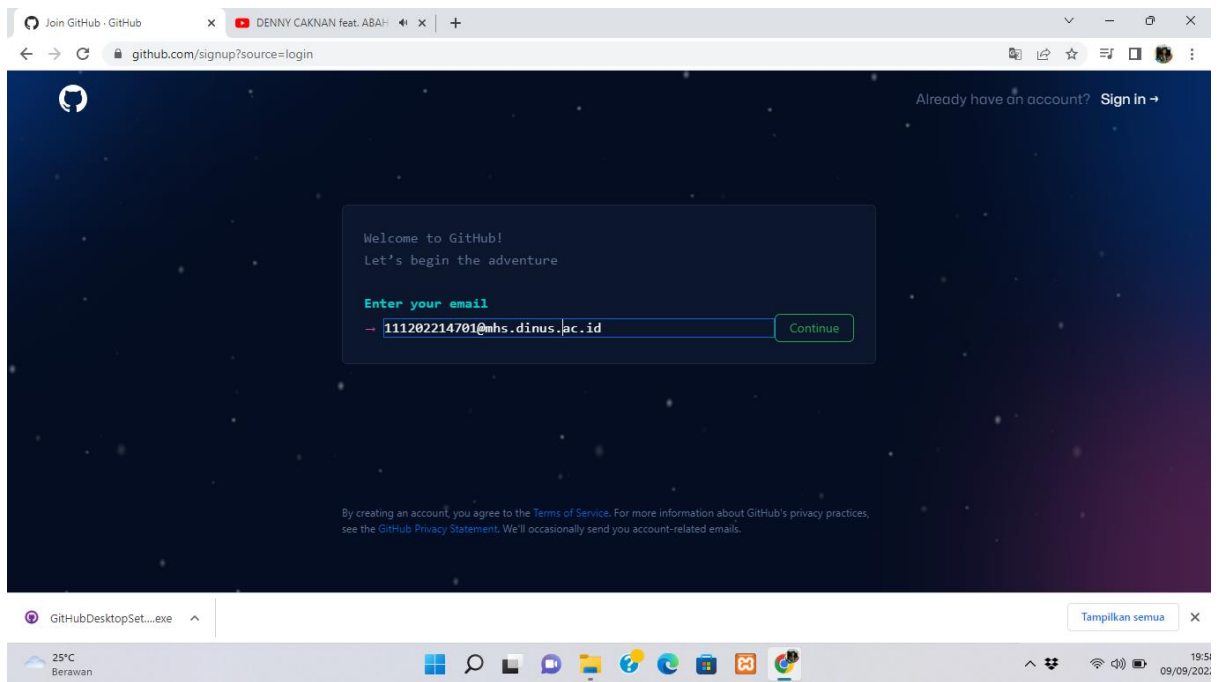 Join GitHub · GitHub
DENNY CAKNAN feat. ABAH
github.com/signup?source=login
Already have an account? Sign in →
Welcome to GitHub!
Let's begin the adventure
Enter your email
→ 111202214701@mhs.dinus.ac.id Continue
By creating an account, you agree to the Terms of Service. For more information about GitHub's privacy practices,
see the GitHub Privacy Statement. We'll occasionally send you account-related emails.
GitHubDesktopSet....exe
Tampilkan semua
25°C
Berawan
19:58
09/09/202